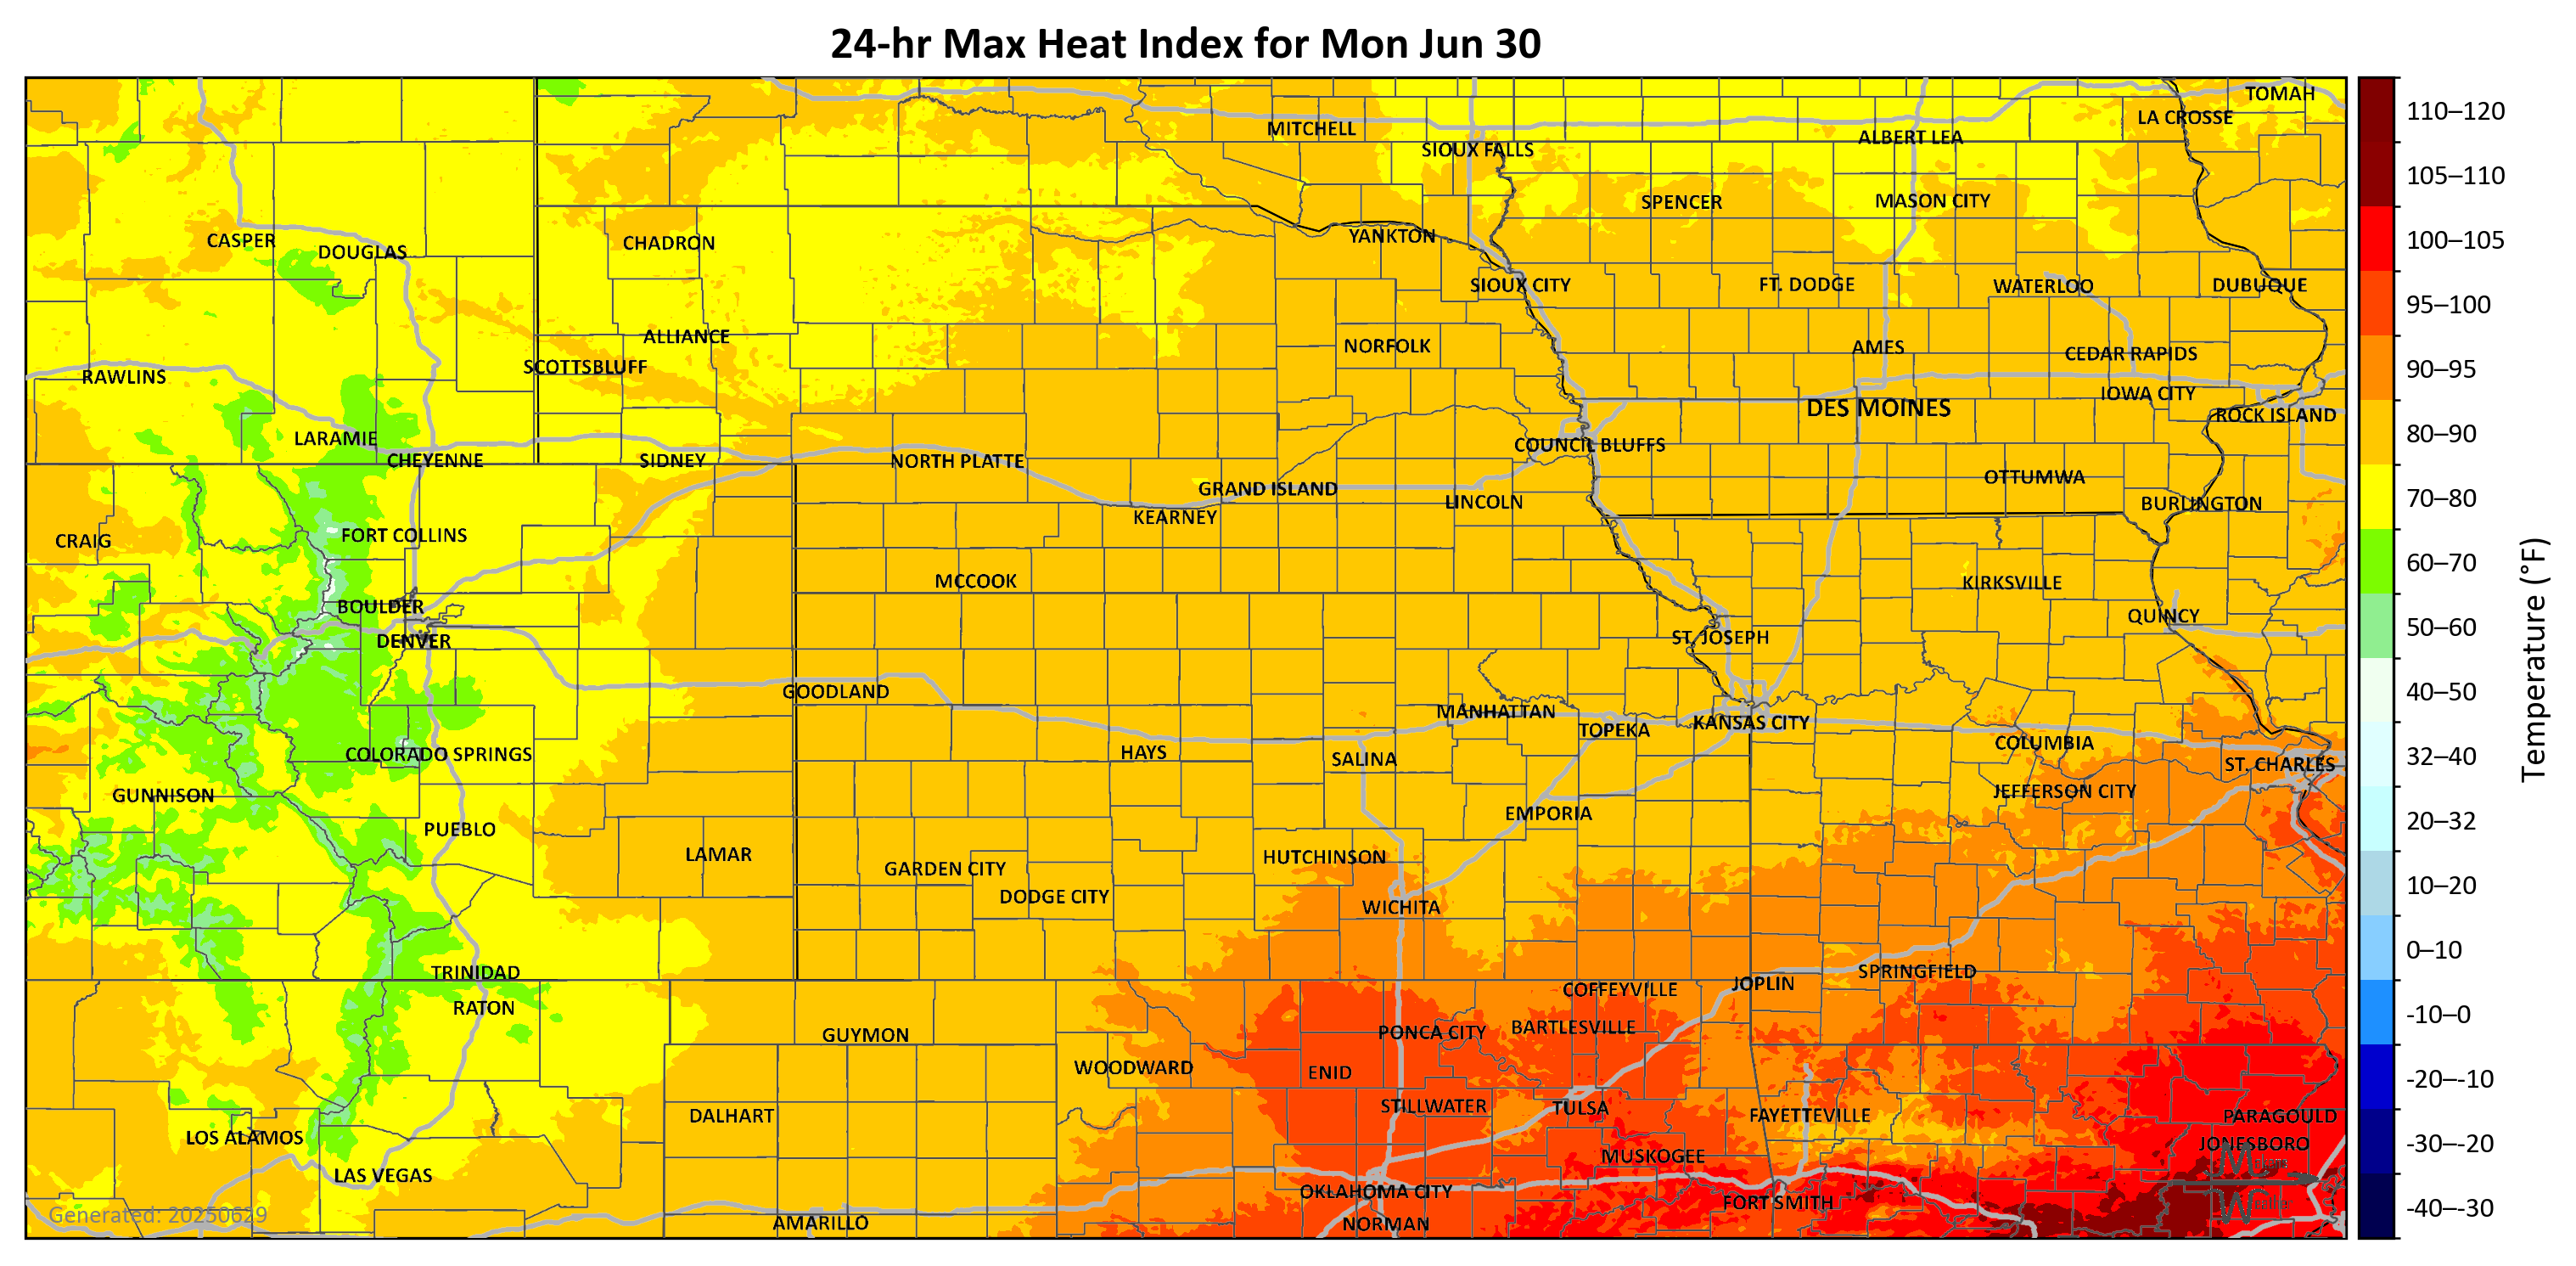 24-hr Max Heat Index for Mon Jun 30
TOMAH
LA CROSSE
MITCHELL
ALBERT LEA
SIOUX FALLS
SPENCER
MASON CITY
CASPER
DOUGLAS
CHADRON
YANKTON
SIOUX CITY
FT. DODGE
WATERLOO
DUBUQUE
ALLIANCE
NORFOLK
AMES
CEDAR RAPIDS
SCOTTSBLUFF
RAWLINS
IOWA CITY
DES MOINES
ROCK ISLAND
LARAMIE
COUNCIL BLUFFS
CHEYENNE
SIDNEY
NORTH PLATTE
OTTUMWA
GRAND ISLAND
LINCOLN
BURLINGTON
KEARNEY
CRAIG
FORT COLLINS
MCCOOK
KIRKSVILLE
BOULDER
QUINCY
DENVER
ST. JOSEPH
GOODLAND
MANHATTAN
TOPEKA
KANSAS CITY
COLORADO SPRINGS
HAYS
SALINA
COLUMBIA
ST. CHARLES
GUNNISON
JEFFERSON CITY
EMPORIA
PUEBLO
LAMAR
GARDEN CITY
HUTCHINSON
DODGE CITY
WICHITA
TRINIDAD
SPRINGFIELD
JOPLIN
RATON
COFFEYVILLE
GUYMON
PONCA CITY
BARTLESVILLE
WOODWARD
ENID
DALHART
STILLWATER
TULSA
FAYETTEVILLE
PARAGOULD
LOS ALAMOS
JONESBORO
MUSKOGEE
LAS VEGAS
OKLAHOMA CITY
FORT SMITH
AMARILLO
NORMAN
Generated: 20250629
110–120
105–110
100–105
95–100
90–95
80–90
70–80
60–70
50–60
40–50
32–40
20–32
10–20
0–10
-10–0
-20–-10
-30–-20
-40–-30
Temperature (°F)